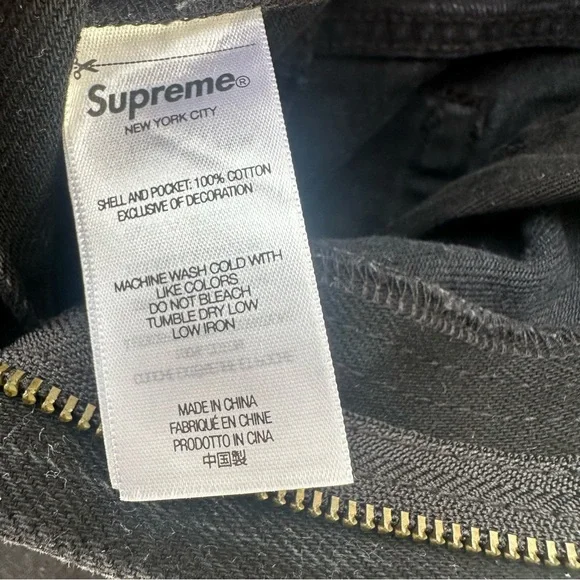 Supreme®
NEW YORK CITY
SHELL AND POCKET: 100% COTTON
EXCLUSIVE OF DECORATION
MACHINE WASH COLD WITH
LIKE COLORS
DO NOT BLEACH
TUMBLE DRY LOW
LOW IRON
MADE IN CHINA
FABRIQUÉ EN CHINE
PRODOTTO IN CINA
中国製